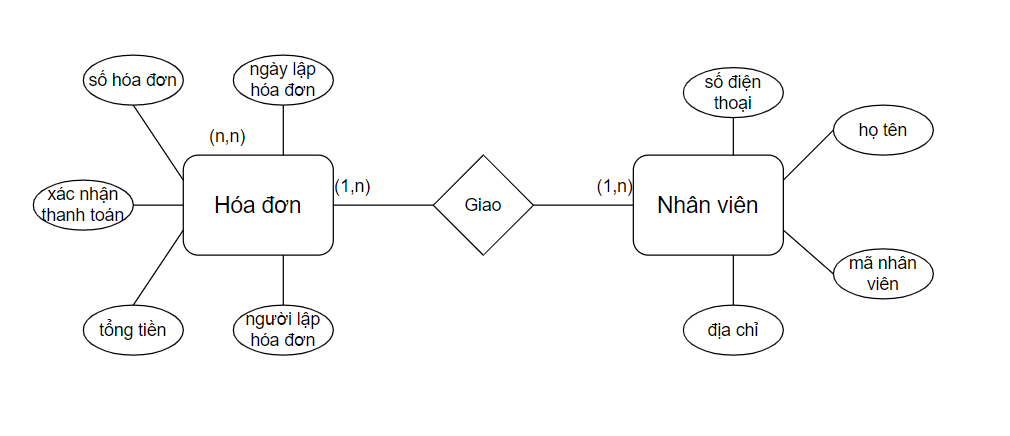 số hóa đơn
ngày lập
hóa đơn
(n,n)
xác nhận
thanh toán
Hóa đơn
(1,n)
tổng tiền
người lập
hóa đơn
Giao
(1,n)
Nhân viên
số điện
thoại
họ tên
mã nhân
viên
địa chỉ